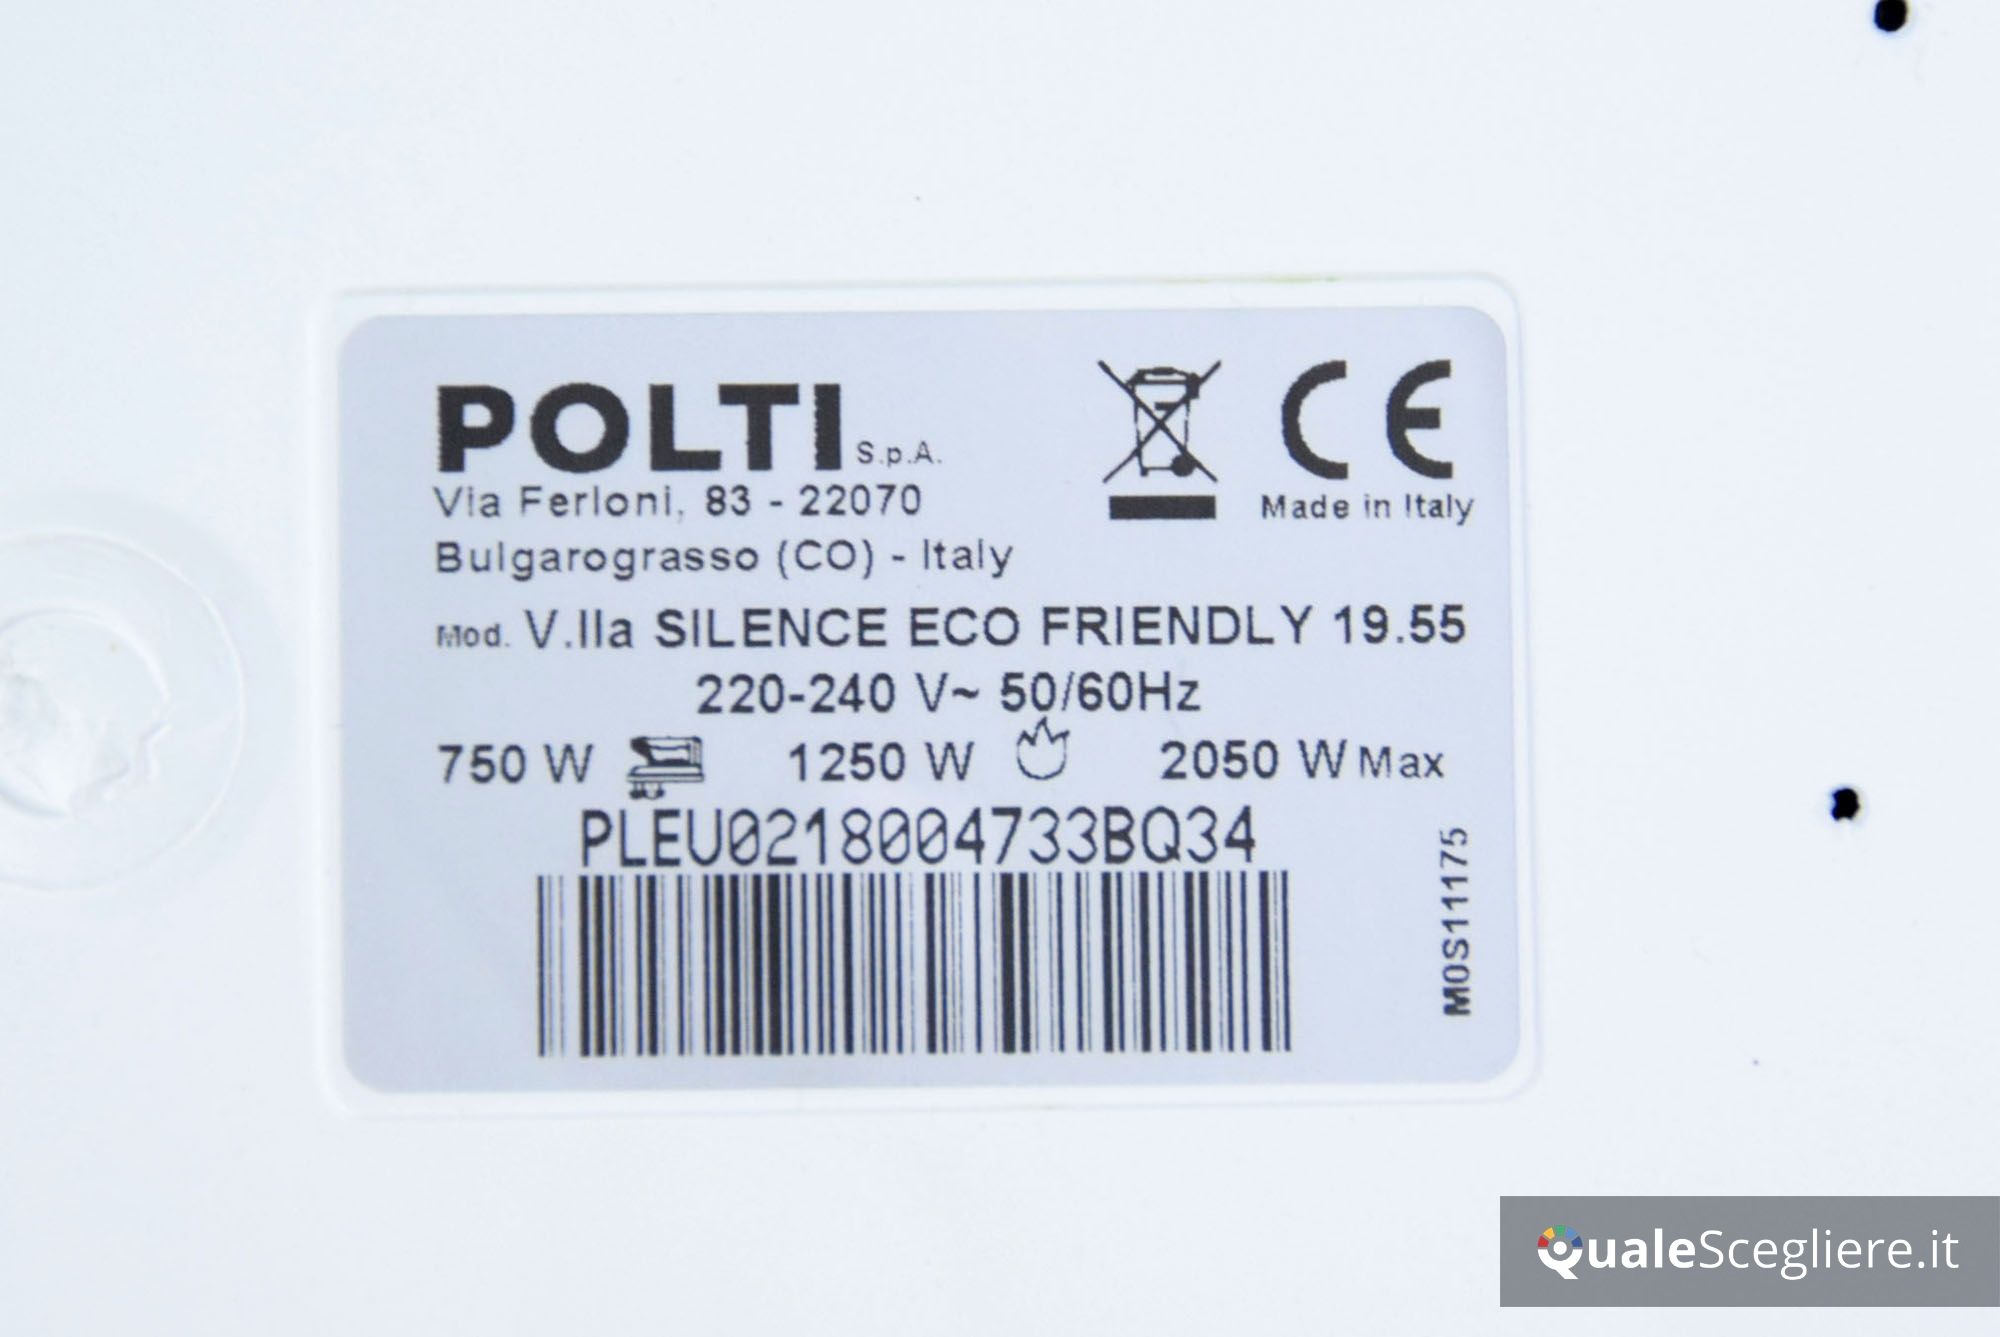 POLTI S.p.A.
Via Ferloni, 83 - 22070
Bulgarograsso (CO) - Italy
CE
Made in Italy
Mod. V.lla SILENCE ECO FRIENDLY 19.55
220-240 V~ 50/60Hz
750 W 1250 W 2050 W Max
PLEU0218004733BQ34
M0S11175
QualeScegliere.it